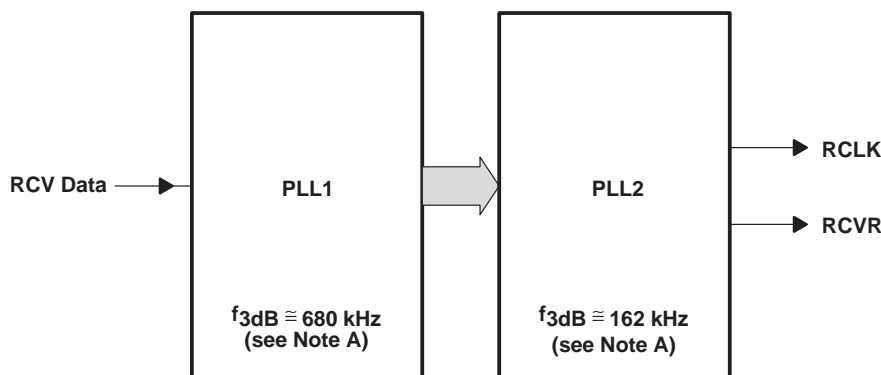 RCV Data
PLL1
f3dB ≅ 680 kHz
(see Note A)
PLL2
f3dB ≅ 162 kHz
(see Note A)
RCLK
RCVR